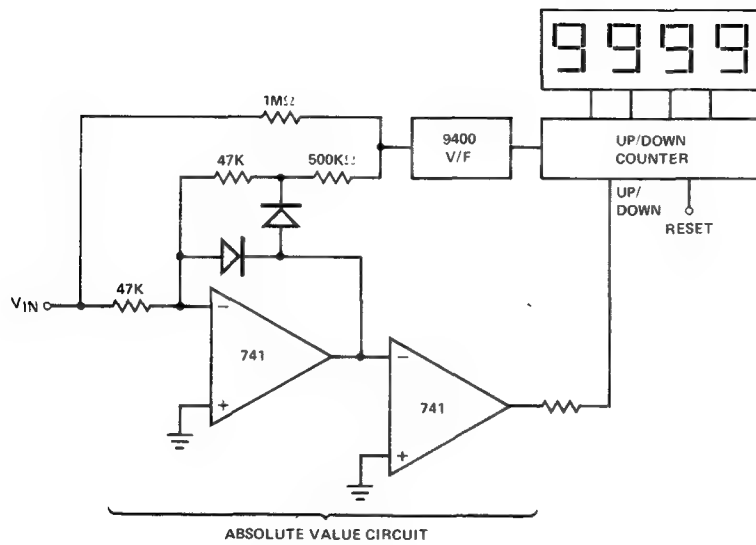 9999
1MΩ
9400
V/F
UP/DOWN
COUNTER
47K
500KΩ
UP/
DOWN
RESET
47K
VIN
−
741
+
−
741
+
ABSOLUTE VALUE CIRCUIT